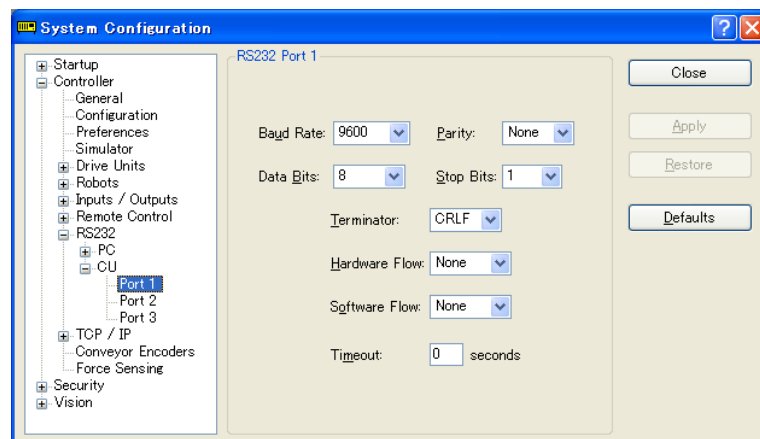 System Configuration
Startup
Controller
General
Configuration
Preferences
Simulator
Drive Units
Robots
Inputs / Outputs
Remote Control
RS232
PC
CU
Port 1
Port 2
Port 3
TCP / IP
Conveyor Encoders
Force Sensing
Security
Vision
RS232 Port 1
Baud Rate: 9600 Parity: None
Data Bits: 8 Stop Bits: 1
Terminator: CRLF
Hardware Flow: None
Software Flow: None
Timeout: 0 seconds
Close
Apply
Restore
Defaults